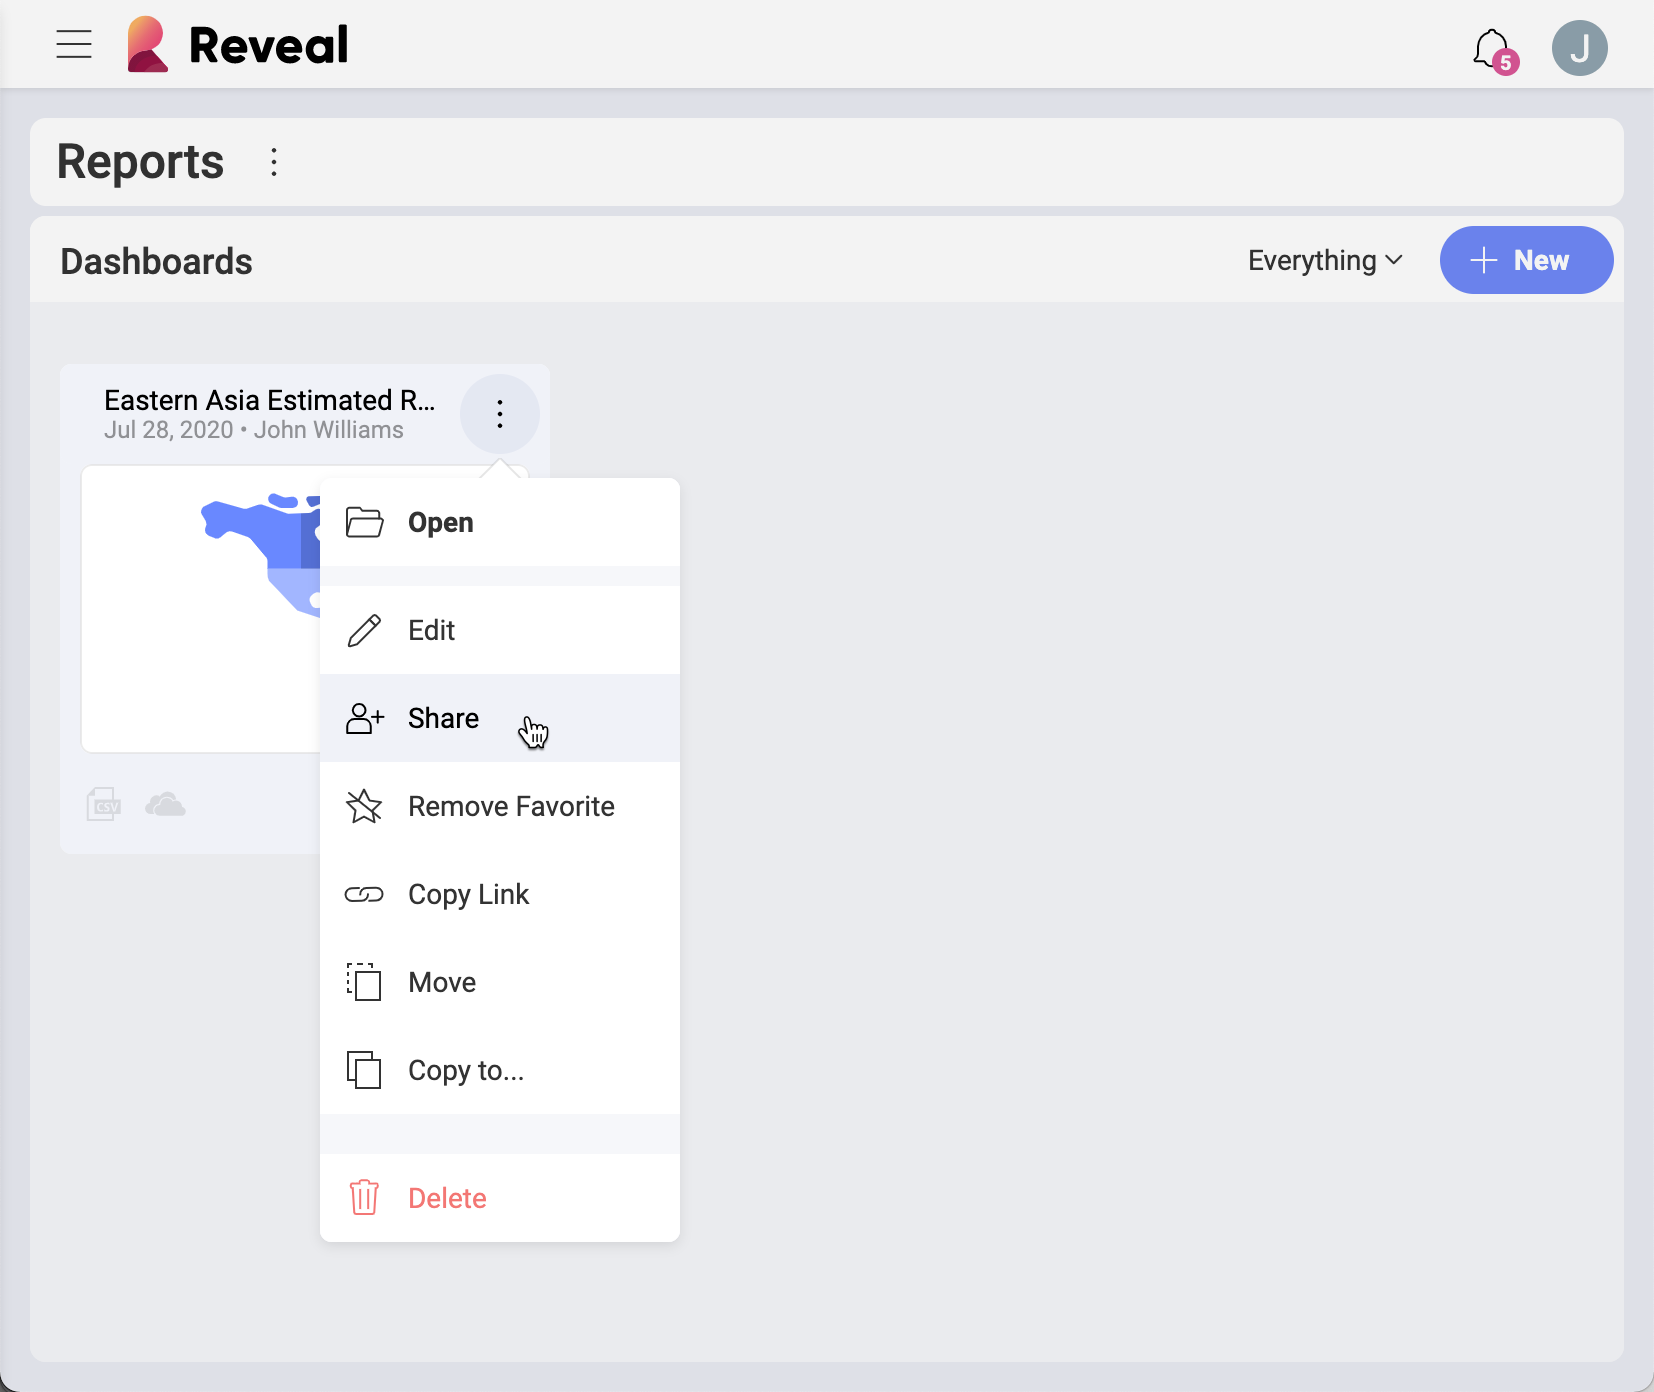 Reveal
5
J
Reports
Dashboards
Everything
New
Eastern Asia Estimated R...
Jul 28, 2020 • John Williams
Open
Edit
Share
Remove Favorite
CSV
Copy Link
Move
Copy to...
Delete